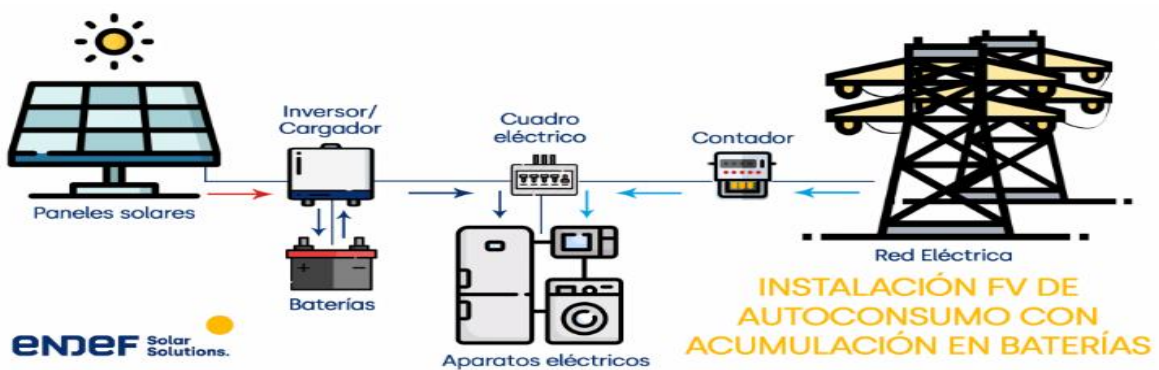 Inversor/
Cargador
Cuadro
eléctrico
Contador
Paneles solares
Baterías
Aparatos eléctricos
Red Eléctrica
INSTALACIÓN FV DE
AUTOCONSUMO CON
ACUMULACIÓN EN BATERÍAS
ENDEF Solar
Solutions.